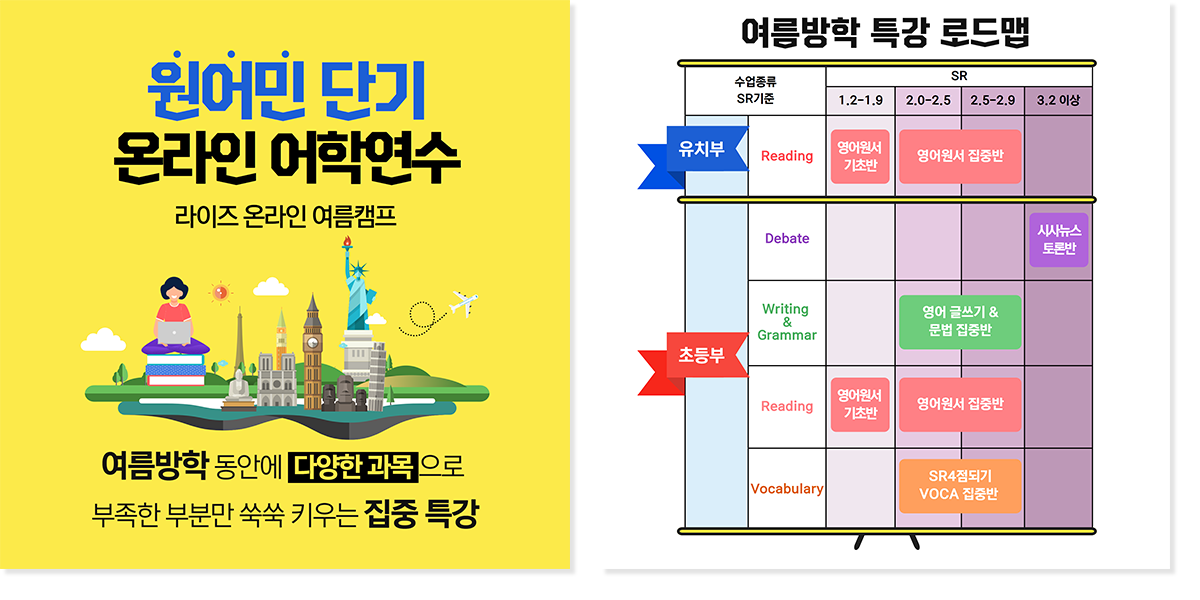 원어민 단기
온라인 어학연수
라이즈 온라인 여름캠프
여름방학 동안에 다양한 과목으로
부족한 부분만 쑥쑥 키우는 집중 특강
여름방학 특강 로드맵
수업종류
SR기준
SR
1.2-1.9
2.0-2.5
2.5-2.9
3.2 이상
유치부
Reading
영어원서
기초반
영어원서 집중반
초등부
Debate
시사뉴스
토론반
Writing
&
Grammar
영어 글쓰기 &
문법 집중반
Reading
영어원서
기초반
영어원서 집중반
Vocabulary
SR4점되기
VOCA 집중반